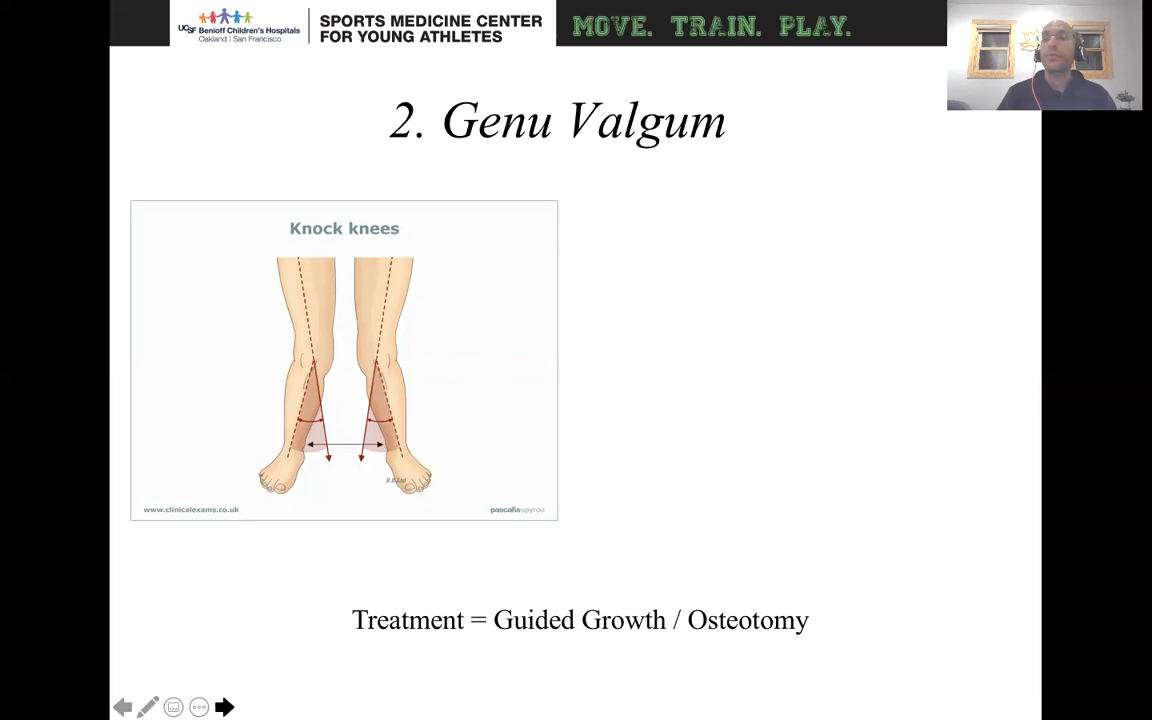 UCSF Benioff Children's Hospitals
Oakland | San Francisco
SPORTS MEDICINE CENTER
FOR YOUNG ATHLETES
MOVE. TRAIN. PLAY.
2. Genu Valgum
Knock knees
www.clinicalexams.co.uk
Treatment = Guided Growth / Osteotomy